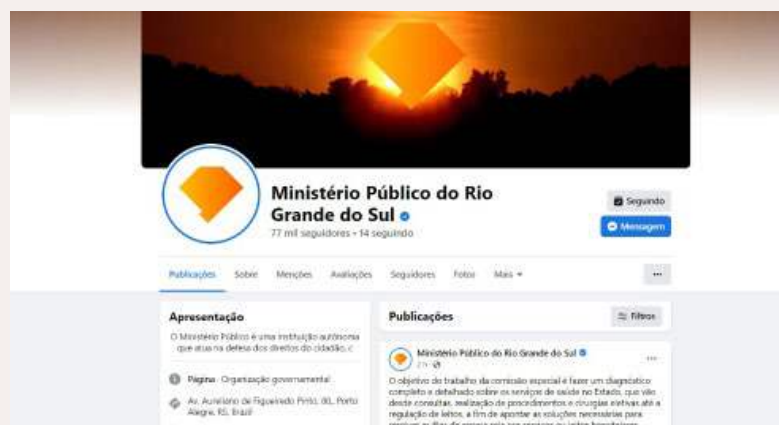 Ministério Público do Rio
Grande do Sul
77 mil seguidores • 14 seguindo
Seguindo
Mensagem
Publicações Sobre Menções Avaliações Seguidores Fotos Mais
Apresentação
O Ministério Público é uma instituição autônoma
que atua na defesa dos direitos do cidadão, c
Página · Organização governamental
Av. Aureliano de Figueiredo Pinto, 80, Porto
Alegre, RS, Brazil
Publicações
Filtros
Ministério Público do Rio Grande do Sul
2 h
O objetivo do trabalho da comissão especial é fazer um diagnóstico
completo e detalhado sobre os serviços de saúde no Estado, que vão
desde consultas, realização de procedimentos e cirurgias eletivas até a
regulação de leitos, a fim de apontar as soluções necessárias para